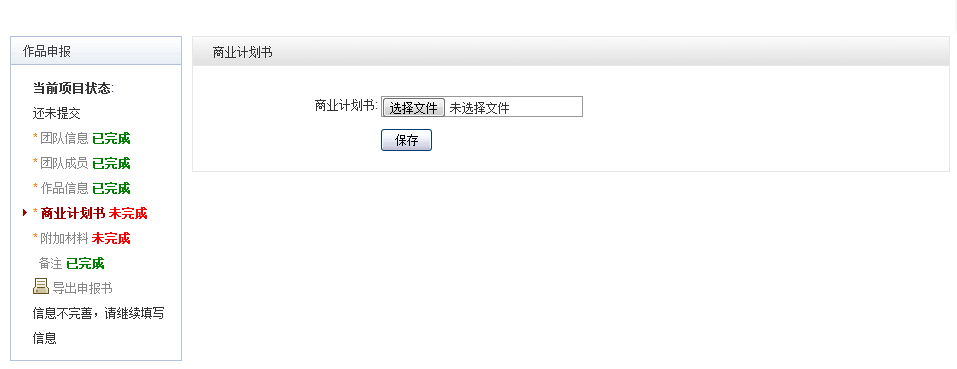 作品申报
当前项目状态:
还未提交
* 团队信息 已完成
* 团队成员 已完成
* 作品信息 已完成
* 商业计划书 未完成
* 附加材料 未完成
备注 已完成
导出申报书
信息不完善，请继续填写
信息
商业计划书
商业计划书: 选择文件 未选择文件
保存